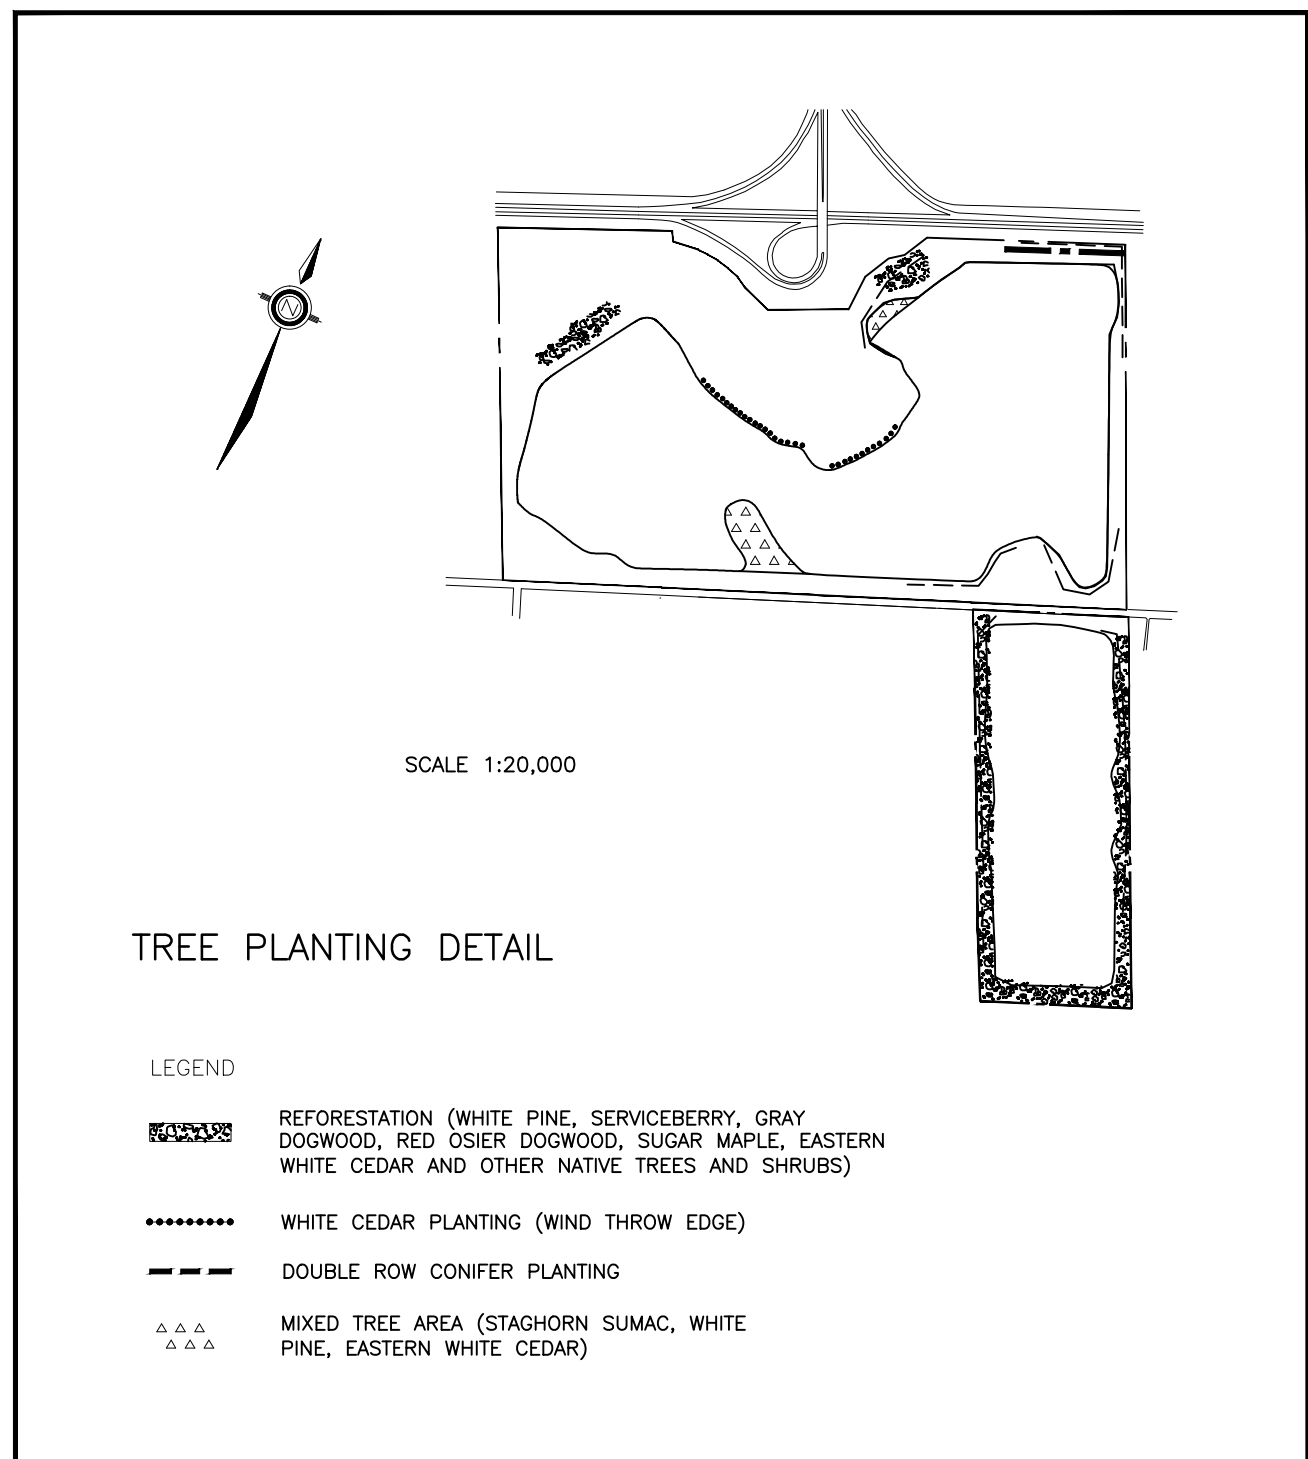 N
SCALE 1:20,000
TREE PLANTING DETAIL
LEGEND
REFORESTATION (WHITE PINE, SERVICEBERRY, GRAY
DOGWOOD, RED OSIER DOGWOOD, SUGAR MAPLE, EASTERN
WHITE CEDAR AND OTHER NATIVE TREES AND SHRUBS)
WHITE CEDAR PLANTING (WIND THROW EDGE)
DOUBLE ROW CONIFER PLANTING
MIXED TREE AREA (STAGHORN SUMAC, WHITE
PINE, EASTERN WHITE CEDAR)